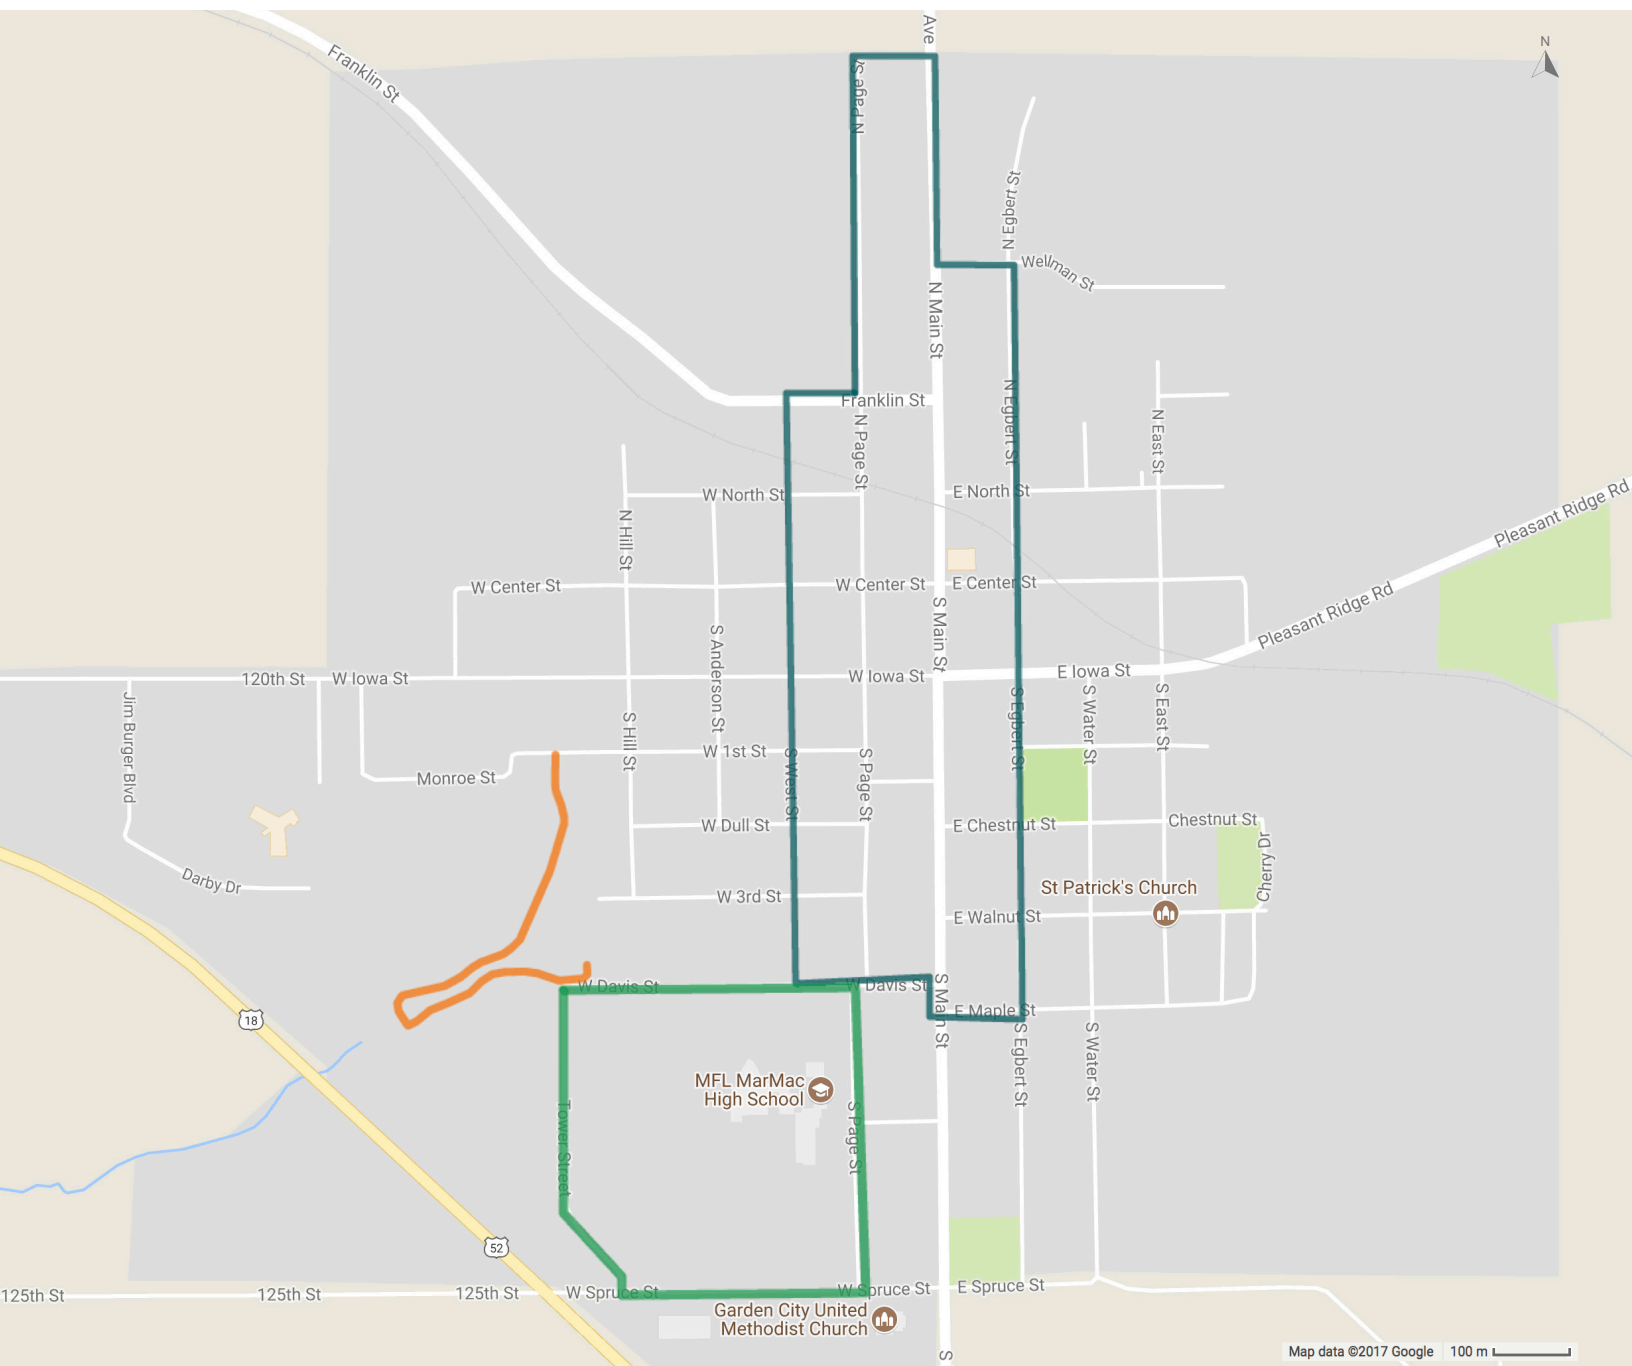 Ave
N
Franklin St
N Page St
N Egbert St
Wellman St
N Main St
Franklin St
N Egbert St
N East St
N Page St
W North St
E North St
Pleasant Ridge Rd
N Hill St
W Center St
W Center St
E Center St
Pleasant Ridge Rd
S Anderson St
S Main St
120th St
W Iowa St
W Iowa St
E Iowa St
Jim Burger Blvd
S Hill St
S Egbert St
S Water St
S East St
W 1st St
S West St
S Page St
Monroe St
W Dull St
E Chestnut St
Chestnut St
Cherry Dr
Darby Dr
W 3rd St
St Patrick's Church
E Walnut St
W Davis St
W Davis St
S Main St
E Maple St
18
S Egbert St
S Water St
MFL MarMac
High School
Tower Street
S Page St
52
125th St
125th St
125th St
W Spruce St
W Spruce St
E Spruce St
Garden City United
Methodist Church
S
Map data ©2017 Google
100 m